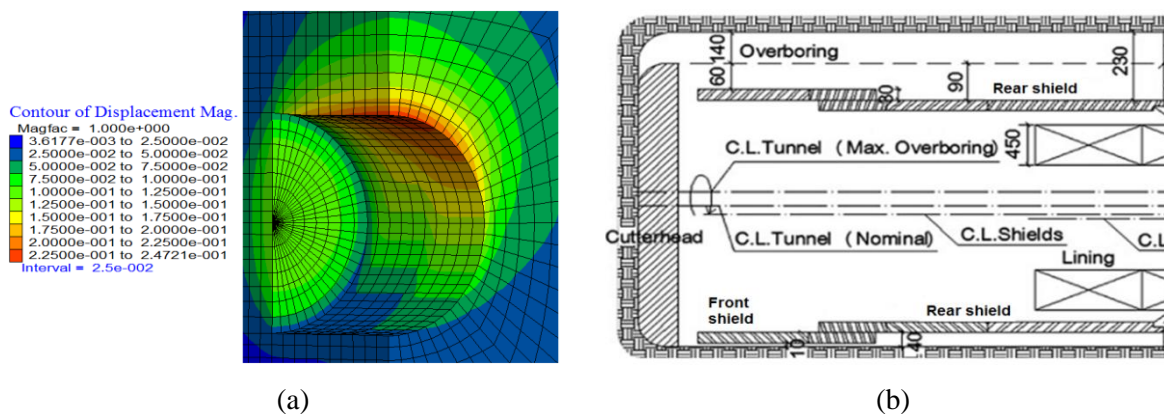 Contour of Displacement Mag.
Magfac = 1.000e+000
3.6177e-003 to 2.5000e-002
2.5000e-002 to 5.0000e-002
5.0000e-002 to 7.5000e-002
7.5000e-002 to 1.0000e-001
1.0000e-001 to 1.2500e-001
1.2500e-001 to 1.5000e-001
1.5000e-001 to 1.7500e-001
1.7500e-001 to 2.0000e-001
2.0000e-001 to 2.2500e-001
2.2500e-001 to 2.4721e-001
Interval = 2.5e-002
(a)
140
Overboring
60
90
230
80
Rear shield
450
C.L.Tunnel (Max. Overboring)
Cutterhead
C.L.Tunnel (Nominal)
C.L.Shields
C.L
Lining
Front
shield
Rear shield
10
40
(b)